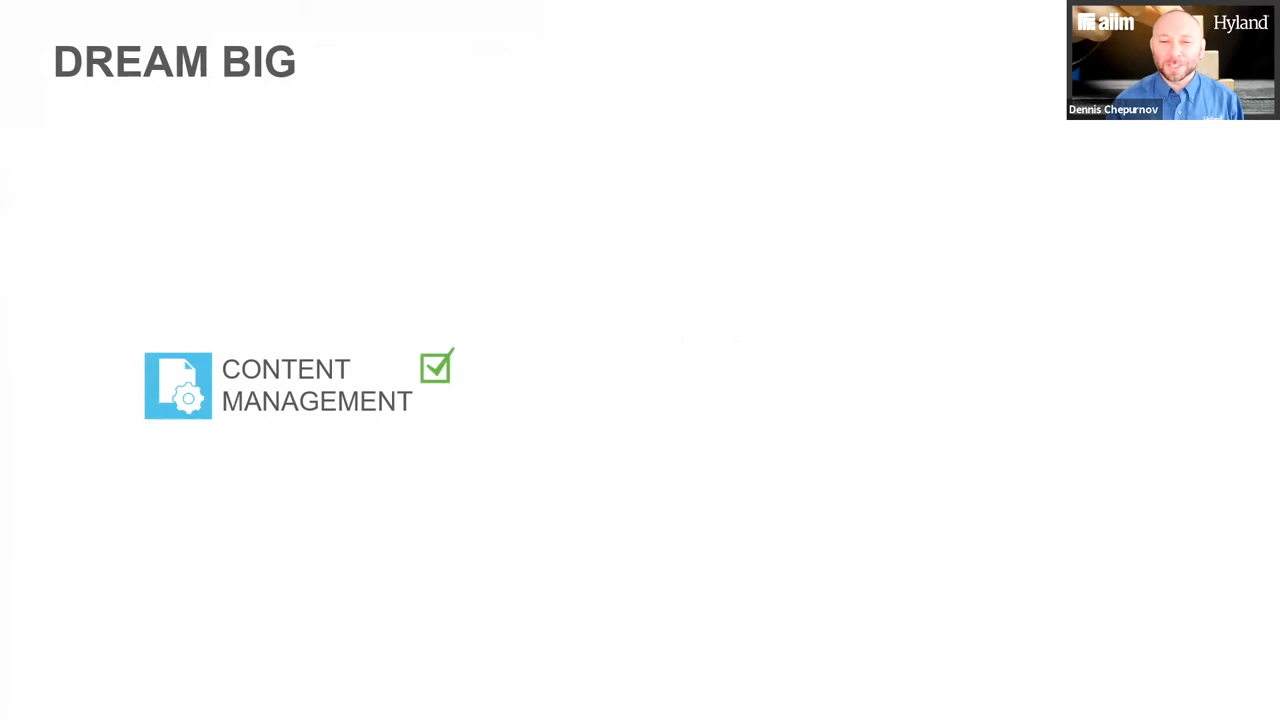 DREAM BIG
aiim
Hyland
Dennis Chepurnov
CONTENT
MANAGEMENT